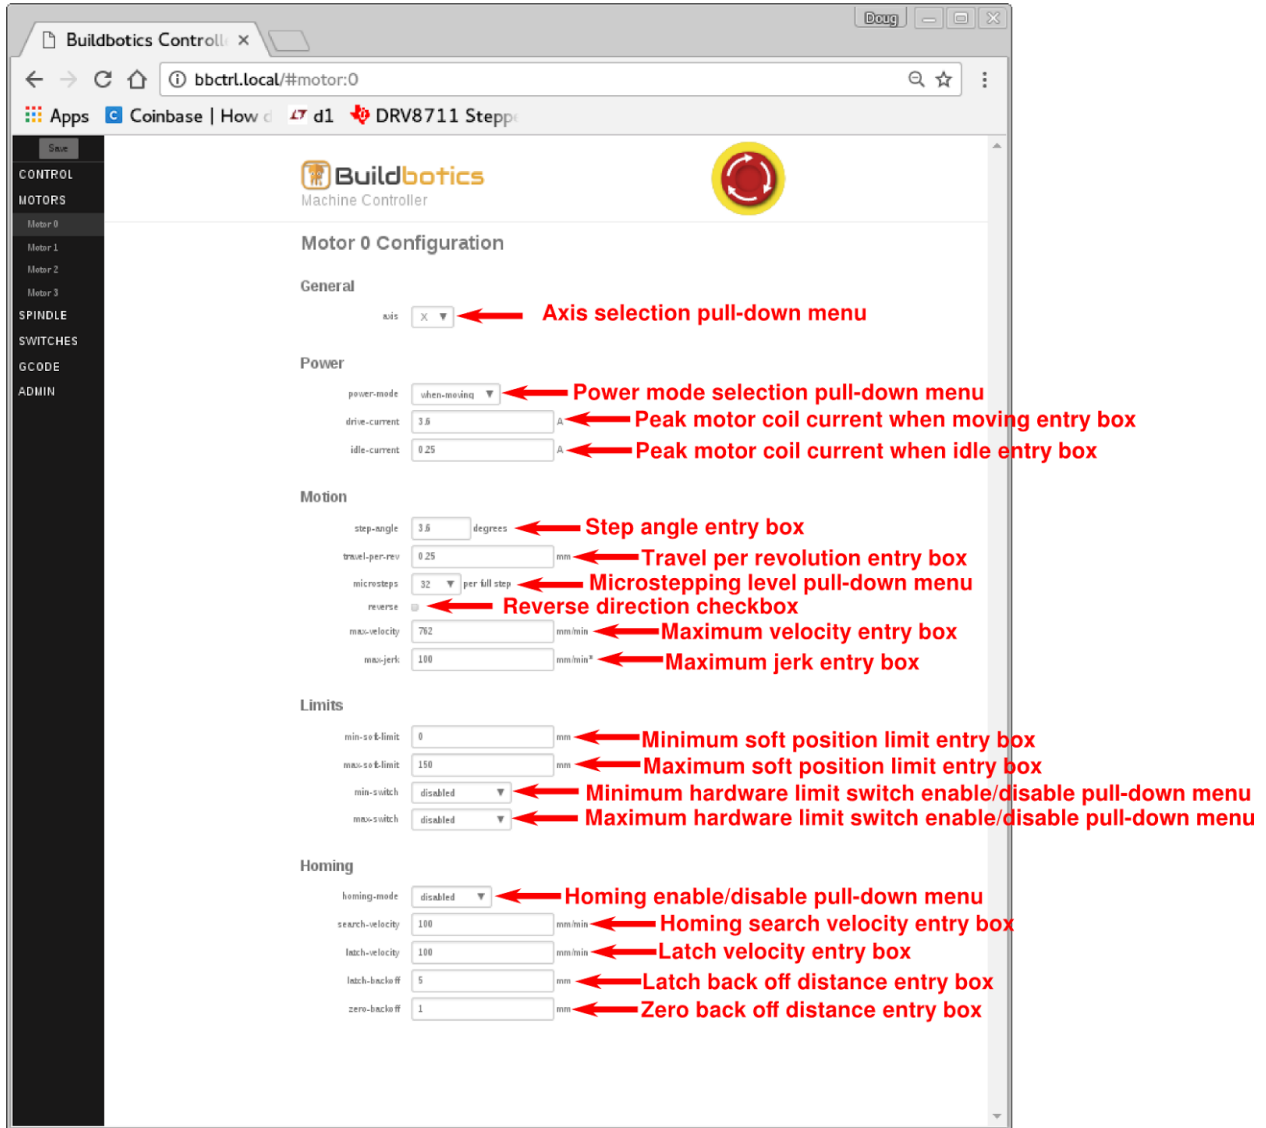 Doug
Buildbotics Controlle ×
bbctrl.local/#motor:0
Apps Coinbase | How d d1 DRV8711 Steppe
Save
CONTROL
MOTORS
Motor 0
Motor 1
Motor 2
Motor 3
SPINDLE
SWITCHES
GCODE
ADMIN
Buildbotics
Machine Controller
Motor 0 Configuration
General
axis X Axis selection pull-down menu
Power
power-mode when-moving Power mode selection pull-down menu
drive-current 3.6 A Peak motor coil current when moving entry box
idle-current 0.25 A Peak motor coil current when idle entry box
Motion
step-angle 3.6 degrees Step angle entry box
travel-per-rev 0.25 mm Travel per revolution entry box
microsteps 32 per full step Microstepping level pull-down menu
reverse Reverse direction checkbox
max-velocity 762 mm/min Maximum velocity entry box
max-jerk 100 mm/min³ Maximum jerk entry box
Limits
min-soft-limit 0 mm Minimum soft position limit entry box
max-soft-limit 150 mm Maximum soft position limit entry box
min-switch disabled Minimum hardware limit switch enable/disable pull-down menu
max-switch disabled Maximum hardware limit switch enable/disable pull-down menu
Homing
homing-mode disabled Homing enable/disable pull-down menu
search-velocity 100 mm/min Homing search velocity entry box
latch-velocity 100 mm/min Latch velocity entry box
latch-backoff 5 mm Latch back off distance entry box
zero-backoff 1 mm Zero back off distance entry box